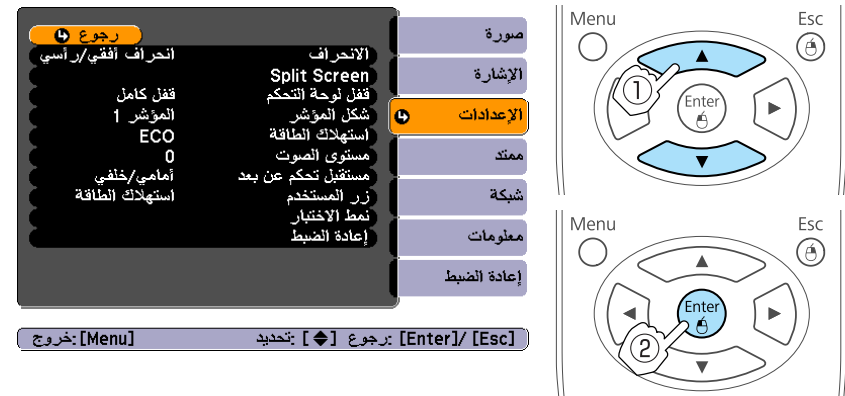 رجوع
الانحراف انحراف أفقي/رأسي
Split Screen
قفل لوحة التحكم قفل كامل
شكل المؤشر المؤشر 1
استهلاك الطاقة ECO
مستوى الصوت 0
مستقبل تحكم عن بعد أمامي/خلفي
زر المستخدم استهلاك الطاقة
نمط الاختبار
إعادة الضبط
صورة
الإشارة
الإعدادات
ممتد
شبكة
معلومات
إعادة الضبط
[Esc] /[Enter]: رجوع [◆]: تحديد [Menu]: خروج
Menu Esc
Enter
1
Menu Esc
Enter
2